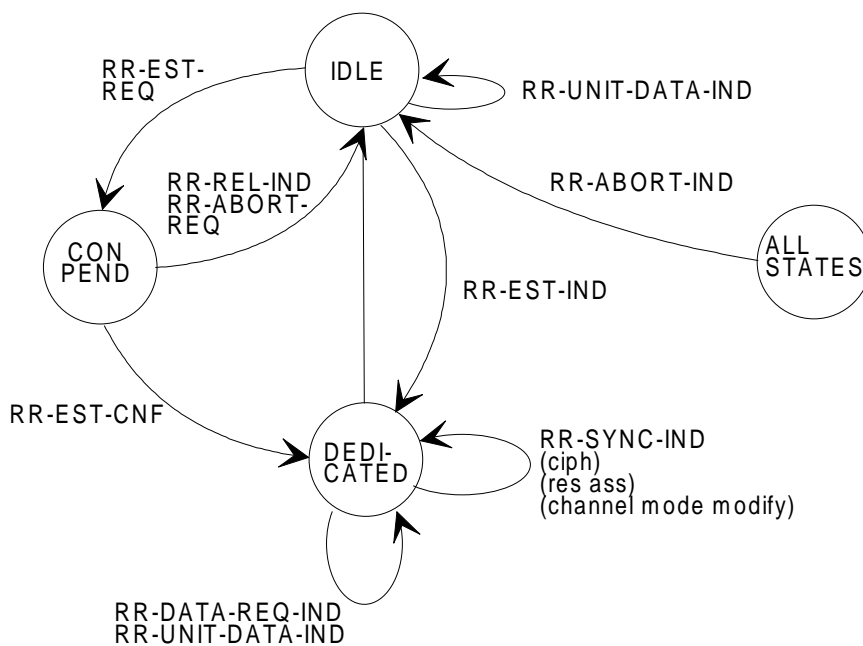 IDLE
RR-EST-
REQ
RR-UNIT-DATA-IND
RR-REL-IND
RR-ABORT-
REQ
RR-ABORT-IND
CON
PEND
ALL
STATES
RR-EST-IND
RR-EST-CNF
DEDI-
CATED
RR-SYNC-IND
(ciph)
(res ass)
(channel mode modify)
RR-DATA-REQ-IND
RR-UNIT-DATA-IND